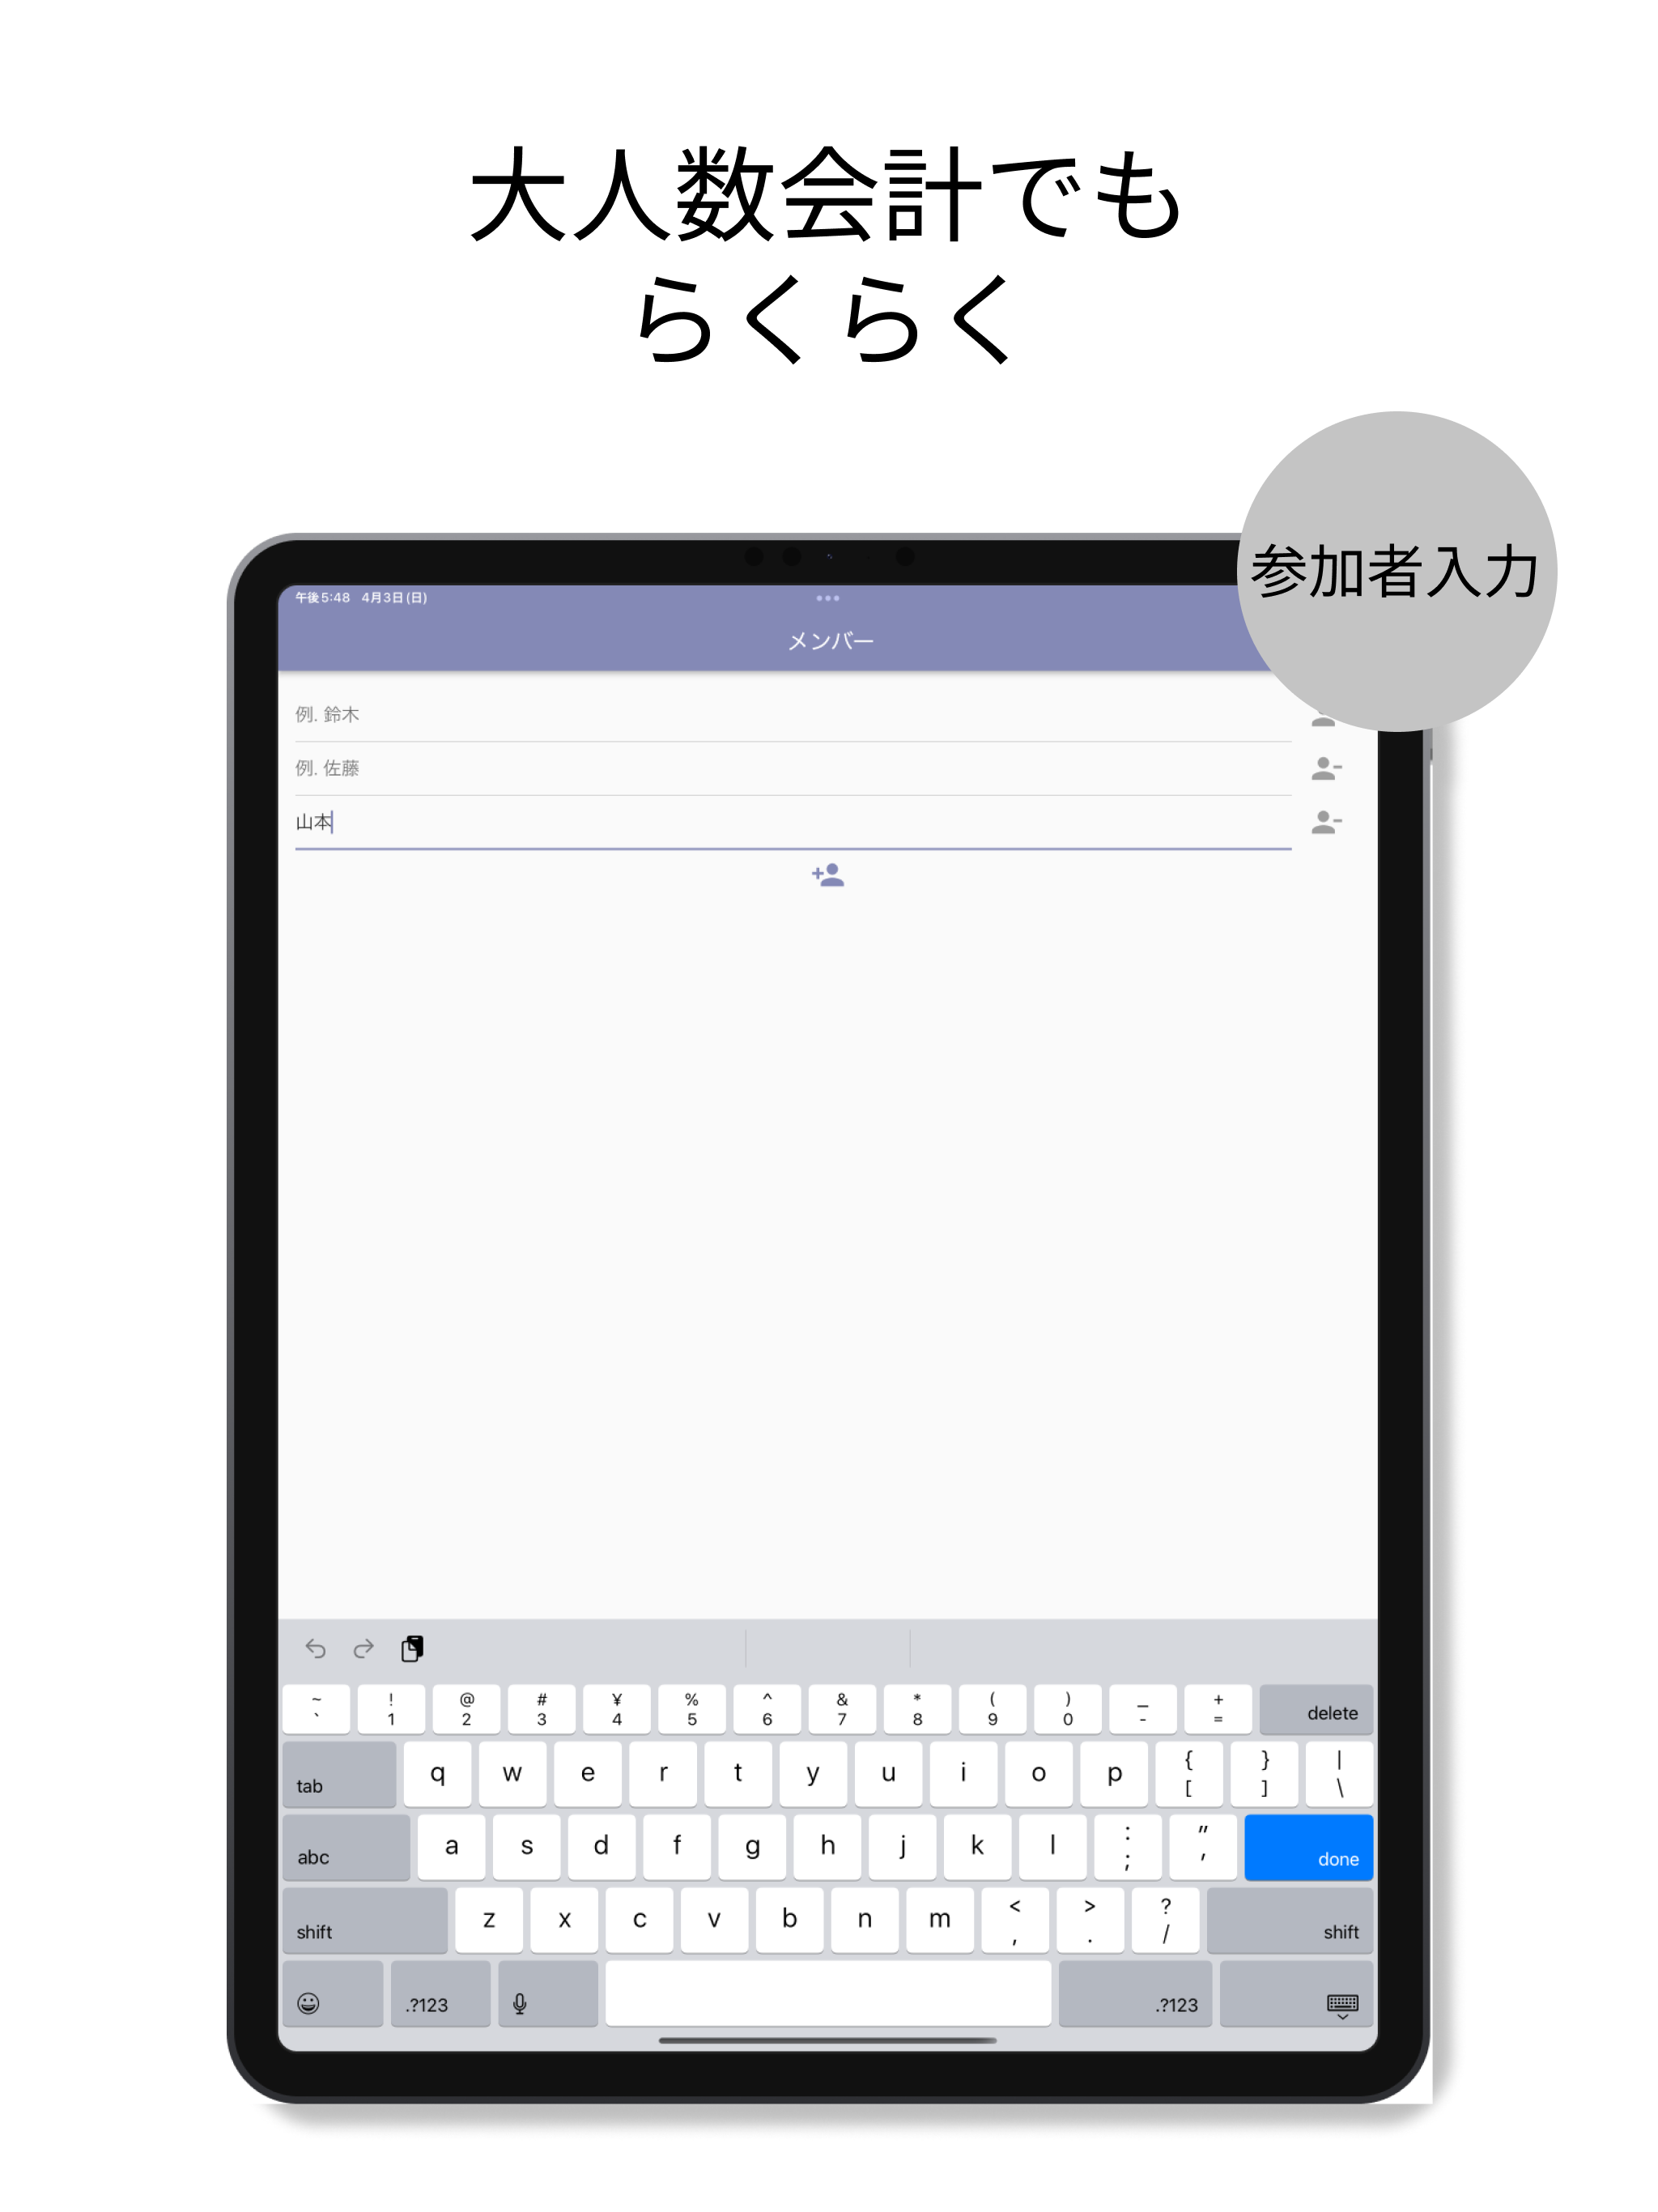 大人数会計でも
らくらく
参加者入力
午後5:48 4月3日(日)
メンバー
例. 鈴木
例. 佐藤
山本
~ ! @ # ¥ % ^ & * ( ) _ +
` 1 2 3 4 5 6 7 8 9 0 - = delete
tab q w e r t y u i o p { [ } ] | \
abc a s d f g h j k l : ; " ' done
shift z x c v b n m < , > . ? / shift
.?123 .?123